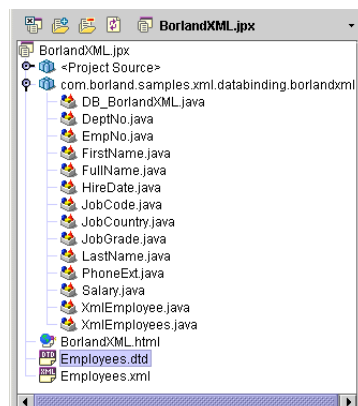 BorlandXML.jpx
BorlandXML.jpx
<Project Source>
com.borland.samples.xml.databinding.borlandxml
DB_BorlandXML.java
DeptNo.java
EmpNo.java
FirstName.java
FullName.java
HireDate.java
JobCode.java
JobCountry.java
JobGrade.java
LastName.java
PhoneExt.java
Salary.java
XmlEmployee.java
XmlEmployees.java
BorlandXML.html
DTD Employees.dtd
XML Employees.xml